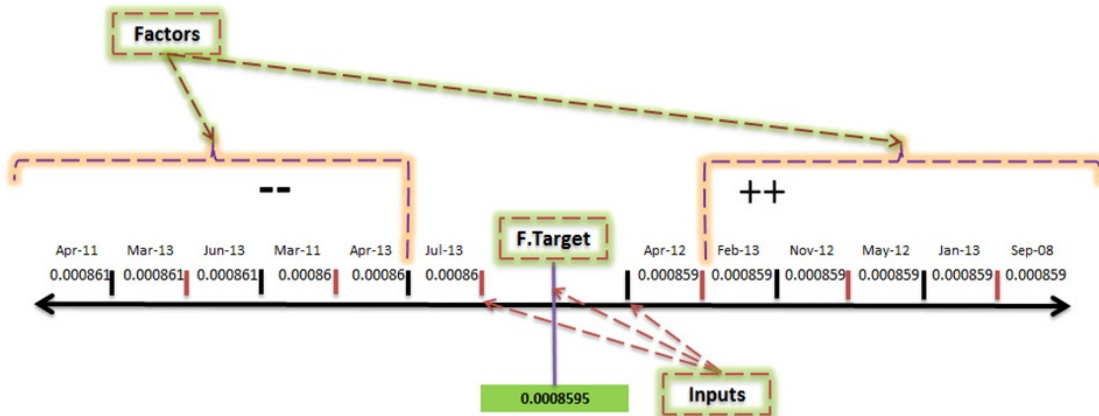 Factors
-- ++
F.Target
Apr-11 Mar-13 Jun-13 Mar-11 Apr-13 Jul-13 Apr-12 Feb-13 Nov-12 May-12 Jan-13 Sep-08
0.000861 0.000861 0.000861 0.00086 0.00086 0.00086 0.000859 0.000859 0.000859 0.000859 0.000859 0.000859
0.0008595
Inputs